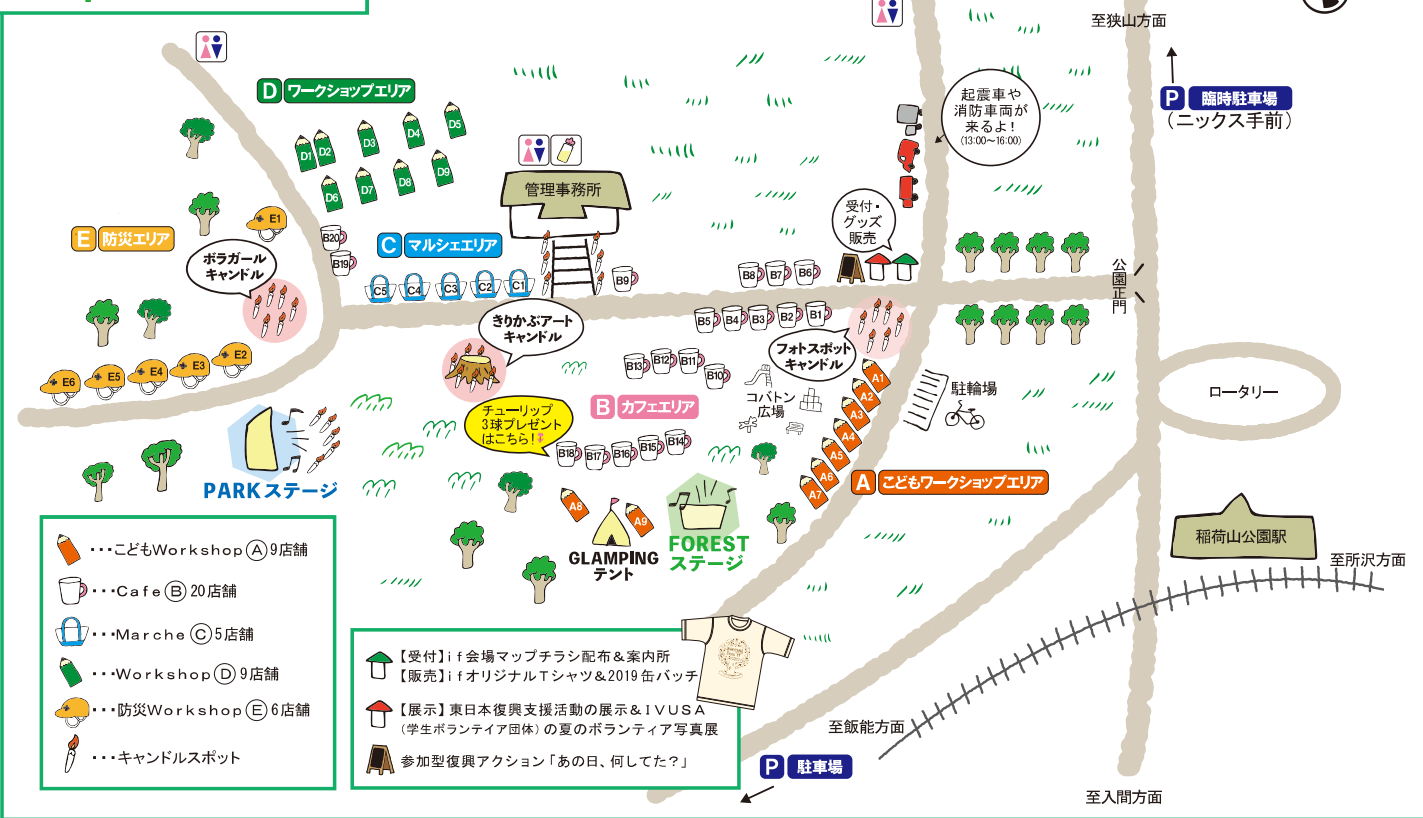 至狭山方面
P 臨時駐車場
(ニックス手前)
起震車や
消防車両が
来るよ!
(13:00〜16:00)
D ワークショップエリア
D1
D2
D3
D4
D5
D6
D7
D8
D9
管理事務所
受付・
グッズ
販売
E 防災エリア
E1
ボラガール
キャンドル
B20
B19
C マルシェエリア
C5
C4
C3
C2
C1
B9
B8
B7
B6
公園正門
きりかぶアート
キャンドル
B5
B4
B3
B2
B1
フォトスポット
キャンドル
E6
E5
E4
E3
E2
B13
B12
B11
B10
コバトン
広場
A1
A2
A3
A4
A5
A6
A7
駐輪場
ロータリー
B カフェエリア
チューリップ
3球プレゼント
はこちら!
B18
B17
B16
B15
B14
PARKステージ
A こどもワークショップエリア
A8
A9
GLAMPING
テント
FOREST
ステージ
稲荷山公園駅
至所沢方面
・・・こどもWorkshop Ⓐ 9店舗
・・・Cafe Ⓑ 20店舗
・・・Marche Ⓒ 5店舗
・・・Workshop Ⓓ 9店舗
・・・防災Workshop Ⓔ 6店舗
・・・キャンドルスポット
【受付】if会場マップチラシ配布&案内所
【販売】ifオリジナルTシャツ&2019缶バッチ
【展示】東日本復興支援活動の展示&IVUSA
(学生ボランテイア団体)の夏のボランティア写真展
参加型復興アクション「あの日、何してた?」
至飯能方面
P 駐車場
至入間方面